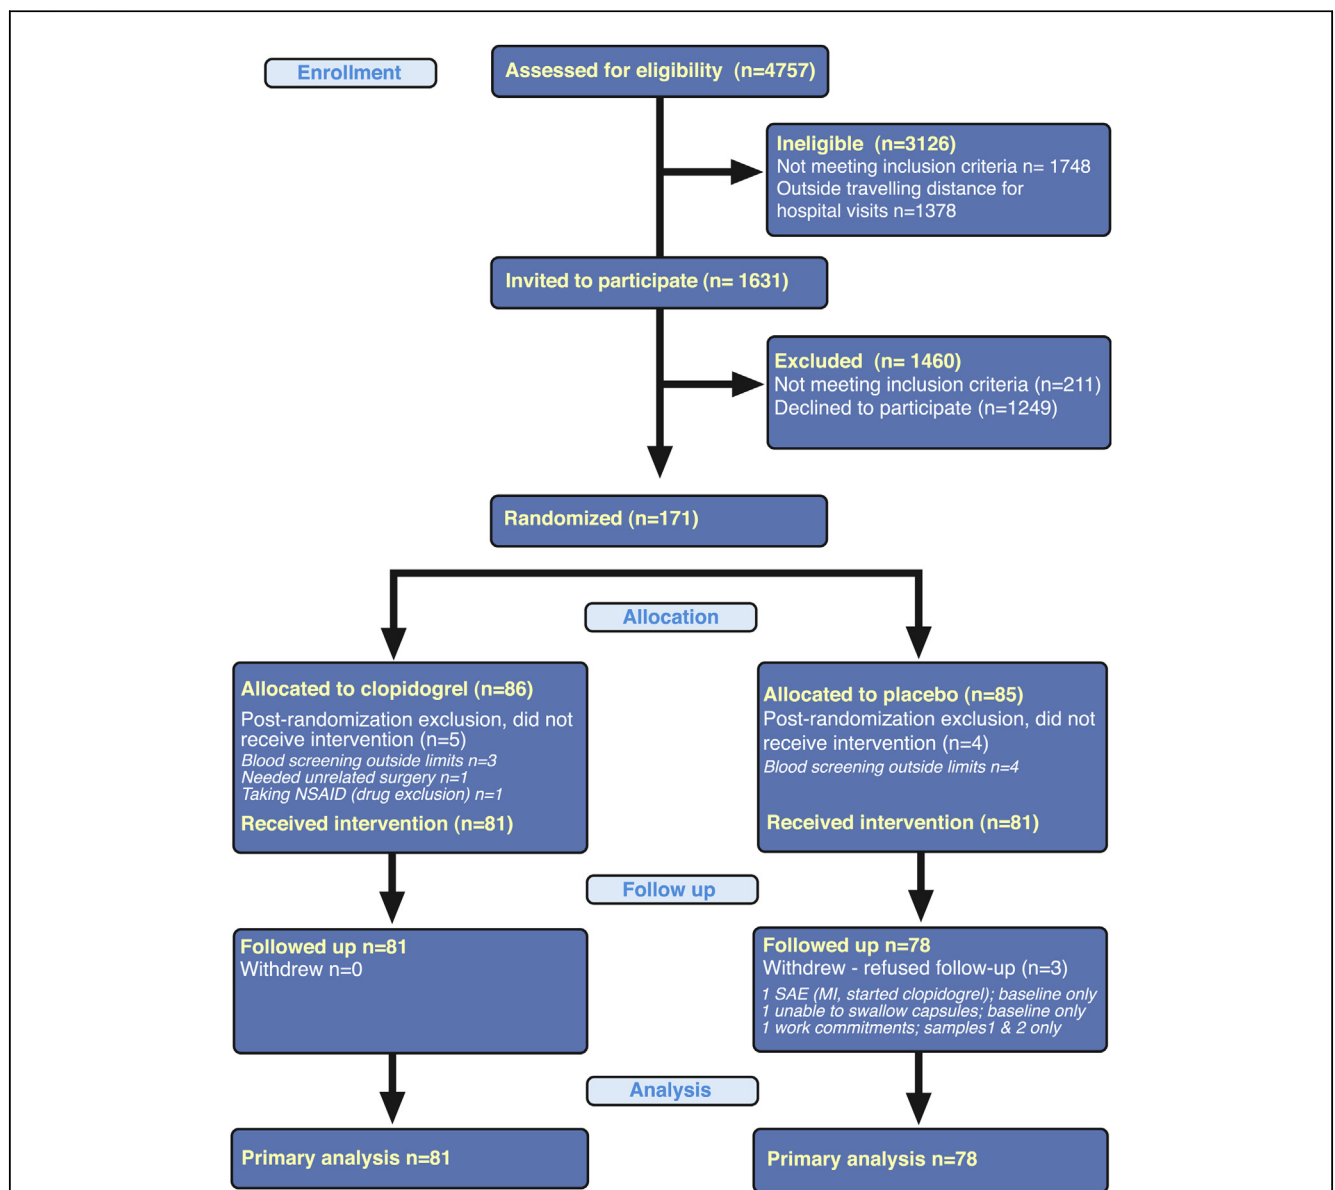 Enrollment
Assessed for eligibility (n=4757)
Ineligible (n=3126)
Not meeting inclusion criteria n= 1748
Outside travelling distance for
hospital visits n=1378
Invited to participate (n= 1631)
Excluded (n= 1460)
Not meeting inclusion criteria (n=211)
Declined to participate (n=1249)
Randomized (n=171)
Allocation
Allocated to clopidogrel (n=86)
Post-randomization exclusion, did not
receive intervention (n=5)
Blood screening outside limits n=3
Needed unrelated surgery n=1
Taking NSAID (drug exclusion) n=1
Received intervention (n=81)
Allocated to placebo (n=85)
Post-randomization exclusion, did not
receive intervention (n=4)
Blood screening outside limits n=4
Received intervention (n=81)
Follow up
Followed up n=81
Withdrew n=0
Followed up n=78
Withdrew - refused follow-up (n=3)
1 SAE (MI, started clopidogrel); baseline only
1 unable to swallow capsules; baseline only
1 work commitments; samples1 & 2 only
Analysis
Primary analysis n=81
Primary analysis n=78